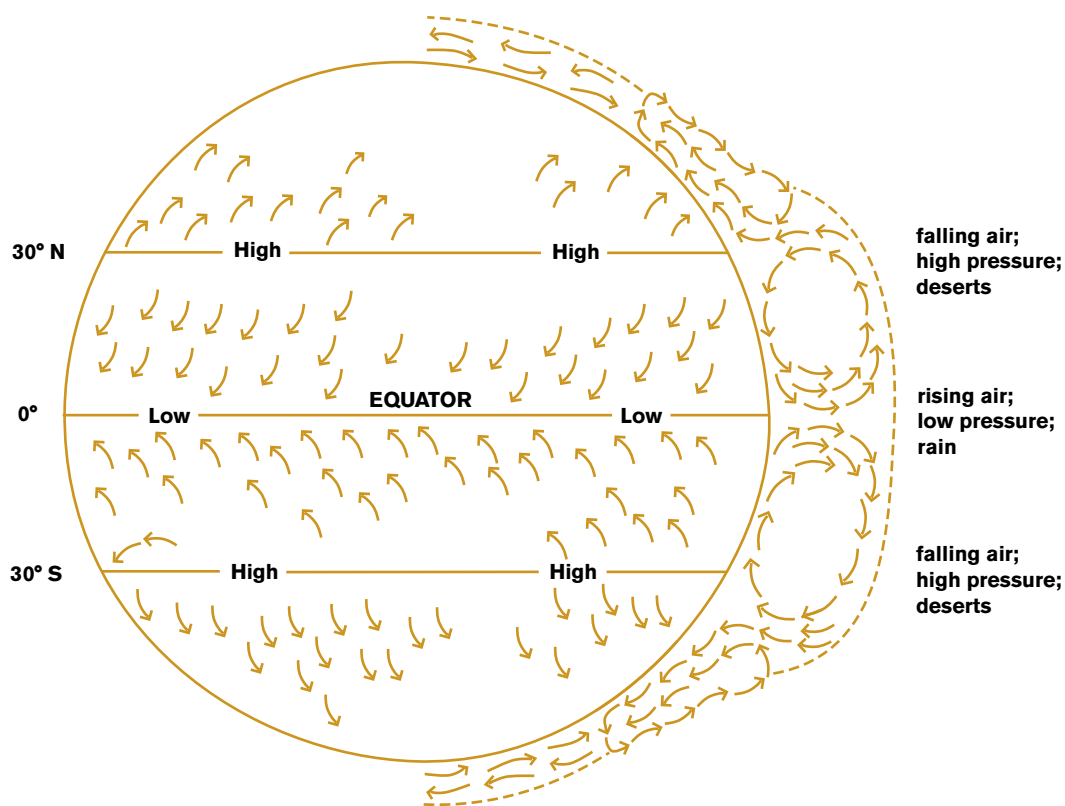 30° N
High
High
falling air;
high pressure;
deserts
0°
Low
EQUATOR
Low
rising air;
low pressure;
rain
30° S
High
High
falling air;
high pressure;
deserts